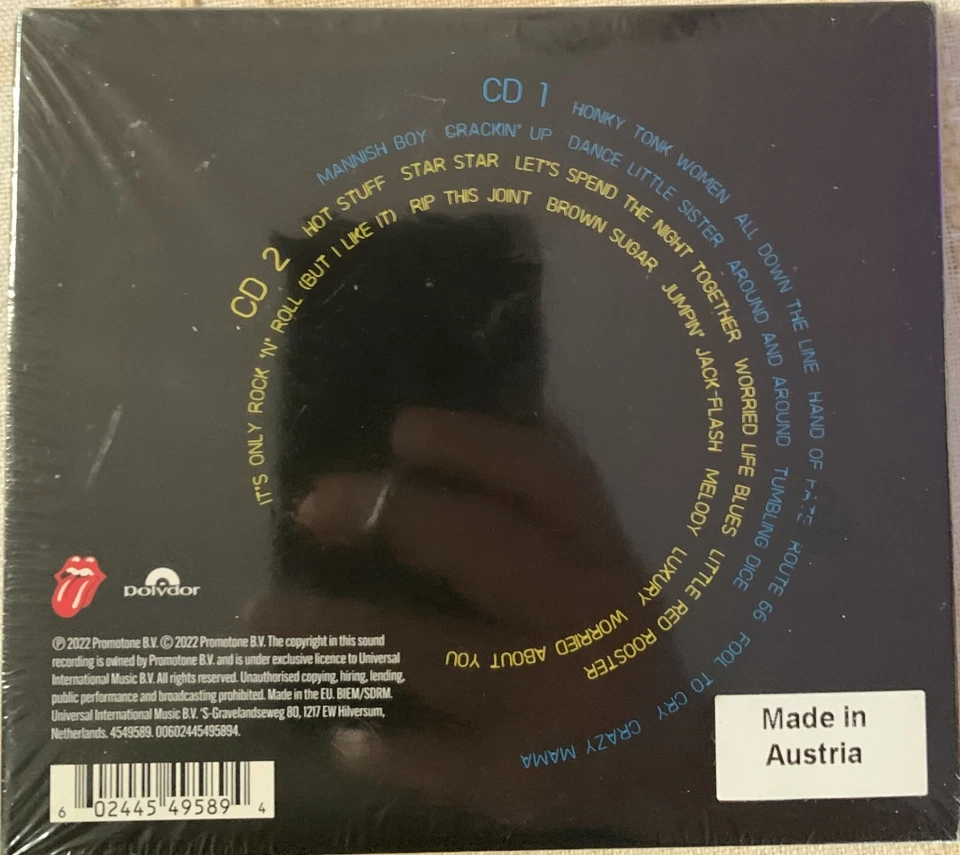 CD 1
HONKY TONK WOMEN ALL DOWN THE LINE HAND OF FATE ROUTE 66 FOOL TO CRY CRAZY MAMA
MANNISH BOY CRACKIN' UP DANCE LITTLE SISTER AROUND AND AROUND TUMBLING DICE
CD 2
HOT STUFF STAR STAR LET'S SPEND THE NIGHT TOGETHER WORRIED LIFE BLUES LITTLE RED ROOSTER
IT'S ONLY ROCK 'N' ROLL (BUT I LIKE IT) RIP THIS JOINT BROWN SUGAR JUMPIN' JACK-FLASH MELODY LUXURY WORRIED ABOUT YOU
polydor
℗ 2022 Promotone B.V. © 2022 Promotone B.V. The copyright in this sound
recording is owned by Promotone B.V. and is under exclusive licence to Universal
International Music B.V. All rights reserved. Unauthorised copying, hiring, lending,
public performance and broadcasting prohibited. Made in the EU. BIEM/SDRM.
Universal International Music B.V. 'S-Gravelandseweg 80, 1217 EW Hilversum,
Netherlands. 4549589. 00602445495894.
6 02445 49589 4
Made in
Austria